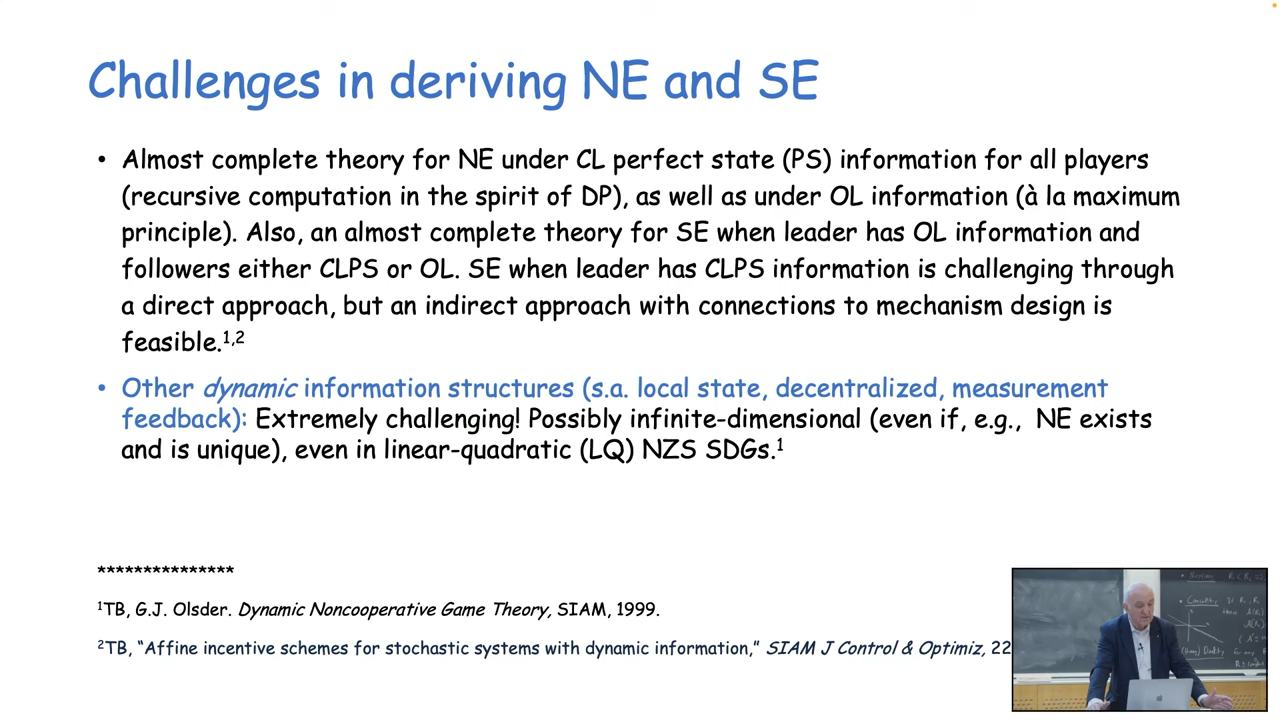 Challenges in deriving NE and SE
• Almost complete theory for NE under CL perfect state (PS) information for all players
(recursive computation in the spirit of DP), as well as under OL information (à la maximum
principle). Also, an almost complete theory for SE when leader has OL information and
followers either CLPS or OL. SE when leader has CLPS information is challenging through
a direct approach, but an indirect approach with connections to mechanism design is
feasible.1,2
• Other dynamic information structures (s.a. local state, decentralized, measurement
feedback): Extremely challenging! Possibly infinite-dimensional (even if, e.g., NE exists
and is unique), even in linear-quadratic (LQ) NZS SDGs.1
***************
1TB, G.J. Olsder. Dynamic Noncooperative Game Theory, SIAM, 1999.
2TB, “Affine incentive schemes for stochastic systems with dynamic information,” SIAM J Control & Optimiz, 22